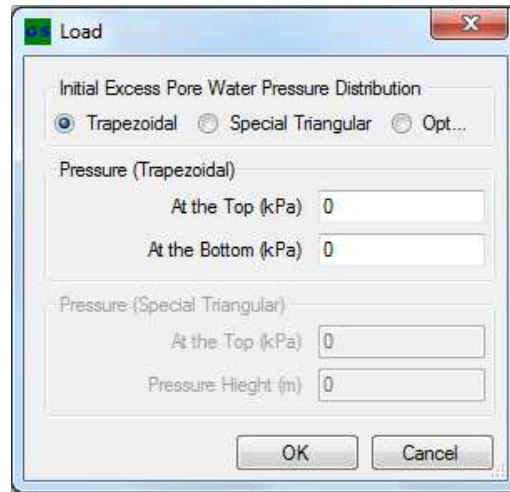 GS Load
Initial Excess Pore Water Pressure Distribution
Trapezoidal Special Triangular Opt...
Pressure (Trapezoidal)
At the Top (kPa) 0
At the Bottom (kPa) 0
Pressure (Special Triangular)
At the Top (kPa) 0
Pressure Hieght (m) 0
OK Cancel